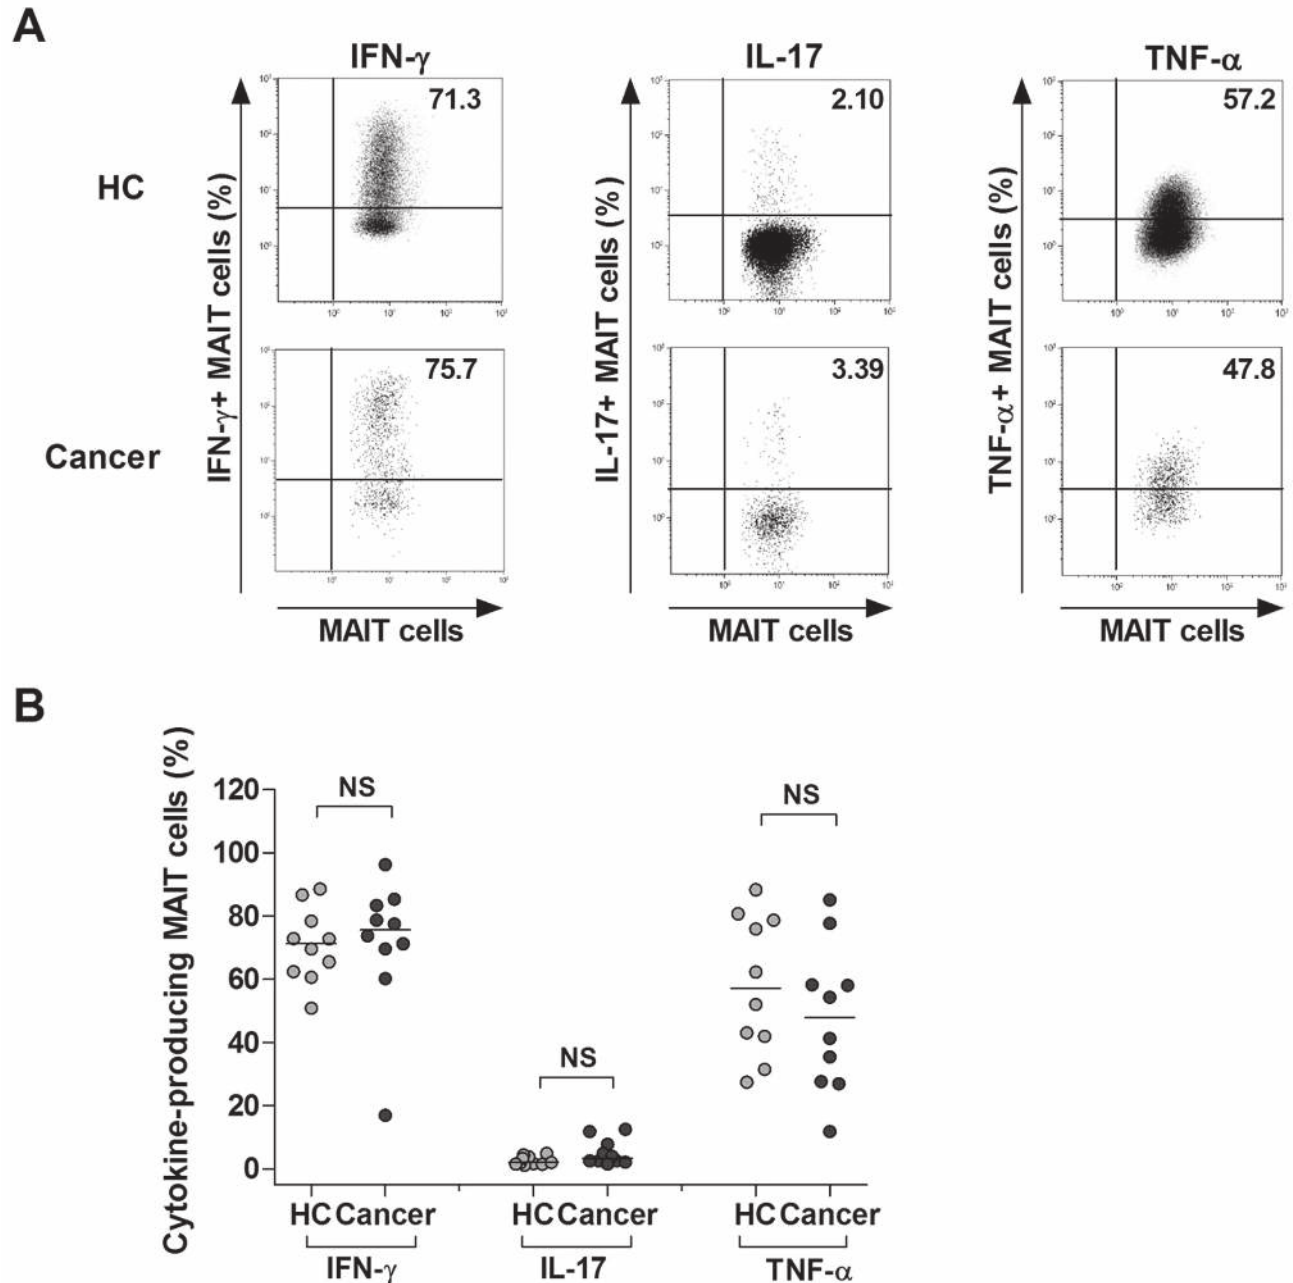 A
IFN-γ IL-17 TNF-α
HC
IFN-γ+ MAIT cells (%)
71.3
IL-17+ MAIT cells (%)
2.10
TNF-α+ MAIT cells (%)
57.2
Cancer
75.7
3.39
47.8
MAIT cells MAIT cells MAIT cells
B
Cytokine-producing MAIT cells (%)
120
100
80
60
40
20
0
NS
NS
NS
HC Cancer HC Cancer HC Cancer
IFN-γ IL-17 TNF-α